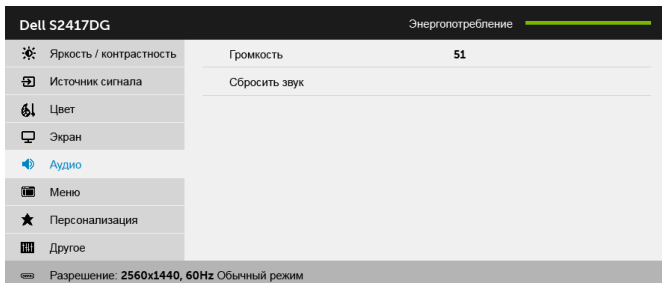 Dell S2417DG Энергопотребление
Яркость / контрастность Громкость 51
Источник сигнала Сбросить звук
Цвет
Экран
Аудио
Меню
Персонализация
Другое
Разрешение: 2560x1440, 60Hz Обычный режим